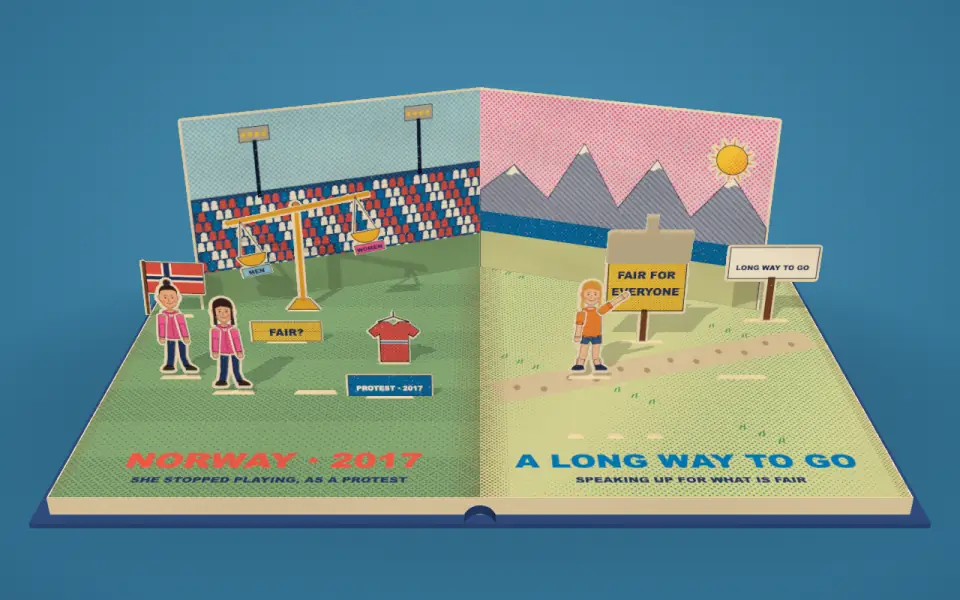 MEN
WOMEN
FAIR?
PROTEST • 2017
NORWAY • 2017
SHE STOPPED PLAYING, AS A PROTEST
FAIR FOR
EVERYONE
LONG WAY TO GO
A LONG WAY TO GO
SPEAKING UP FOR WHAT IS FAIR